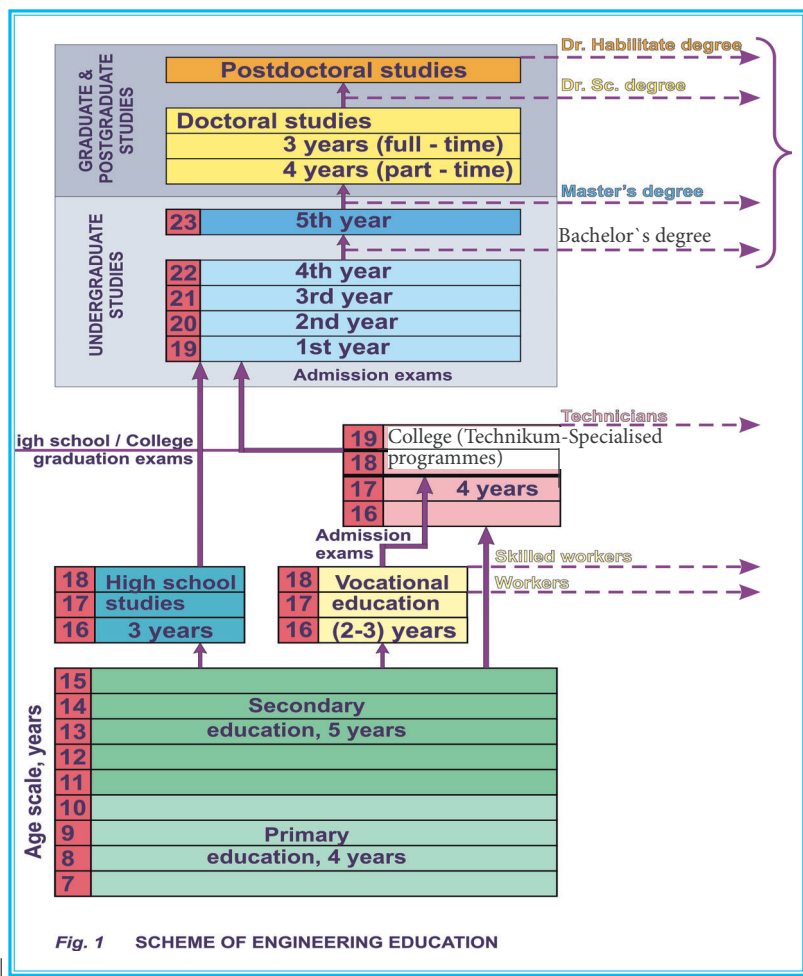 Dr. Habilitate degree
Postdoctoral studies
Dr. Sc. degree
GRADUATE &
POSTGRADUATE
STUDIES
Doctoral studies
3 years (full - time)
4 years (part - time)
Master's degree
23 5th year
Bachelor`s degree
UNDERGRADUATE
STUDIES
22 4th year
21 3rd year
20 2nd year
19 1st year
Admission exams
Technicians
igh school / College
graduation exams
19 College (Technikum-Specialised
18 programmes)
17 4 years
16
Admission
exams
Skilled workers
Workers
18 High school
17 studies
16 3 years
18 Vocational
17 education
16 (2-3) years
Age scale, years
15
14 Secondary
13 education, 5 years
12
11
10
9 Primary
8 education, 4 years
7
Fig. 1 SCHEME OF ENGINEERING EDUCATION